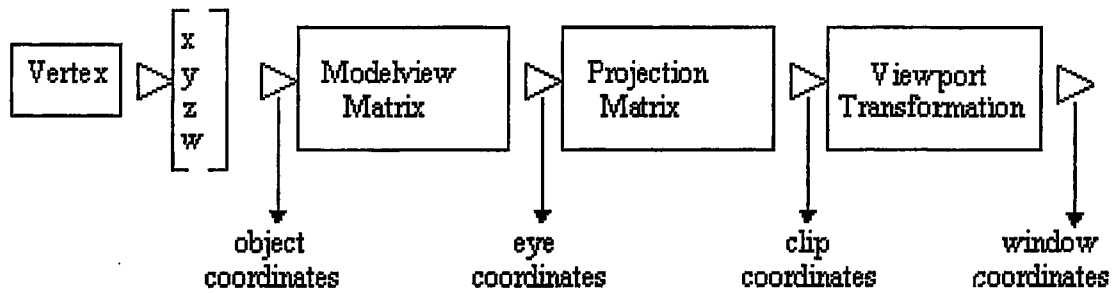 Vertex
x
y
z
w
Modelview
Matrix
Projection
Matrix
Viewport
Transformation
object
coordinates
eye
coordinates
clip
coordinates
window
coordinates